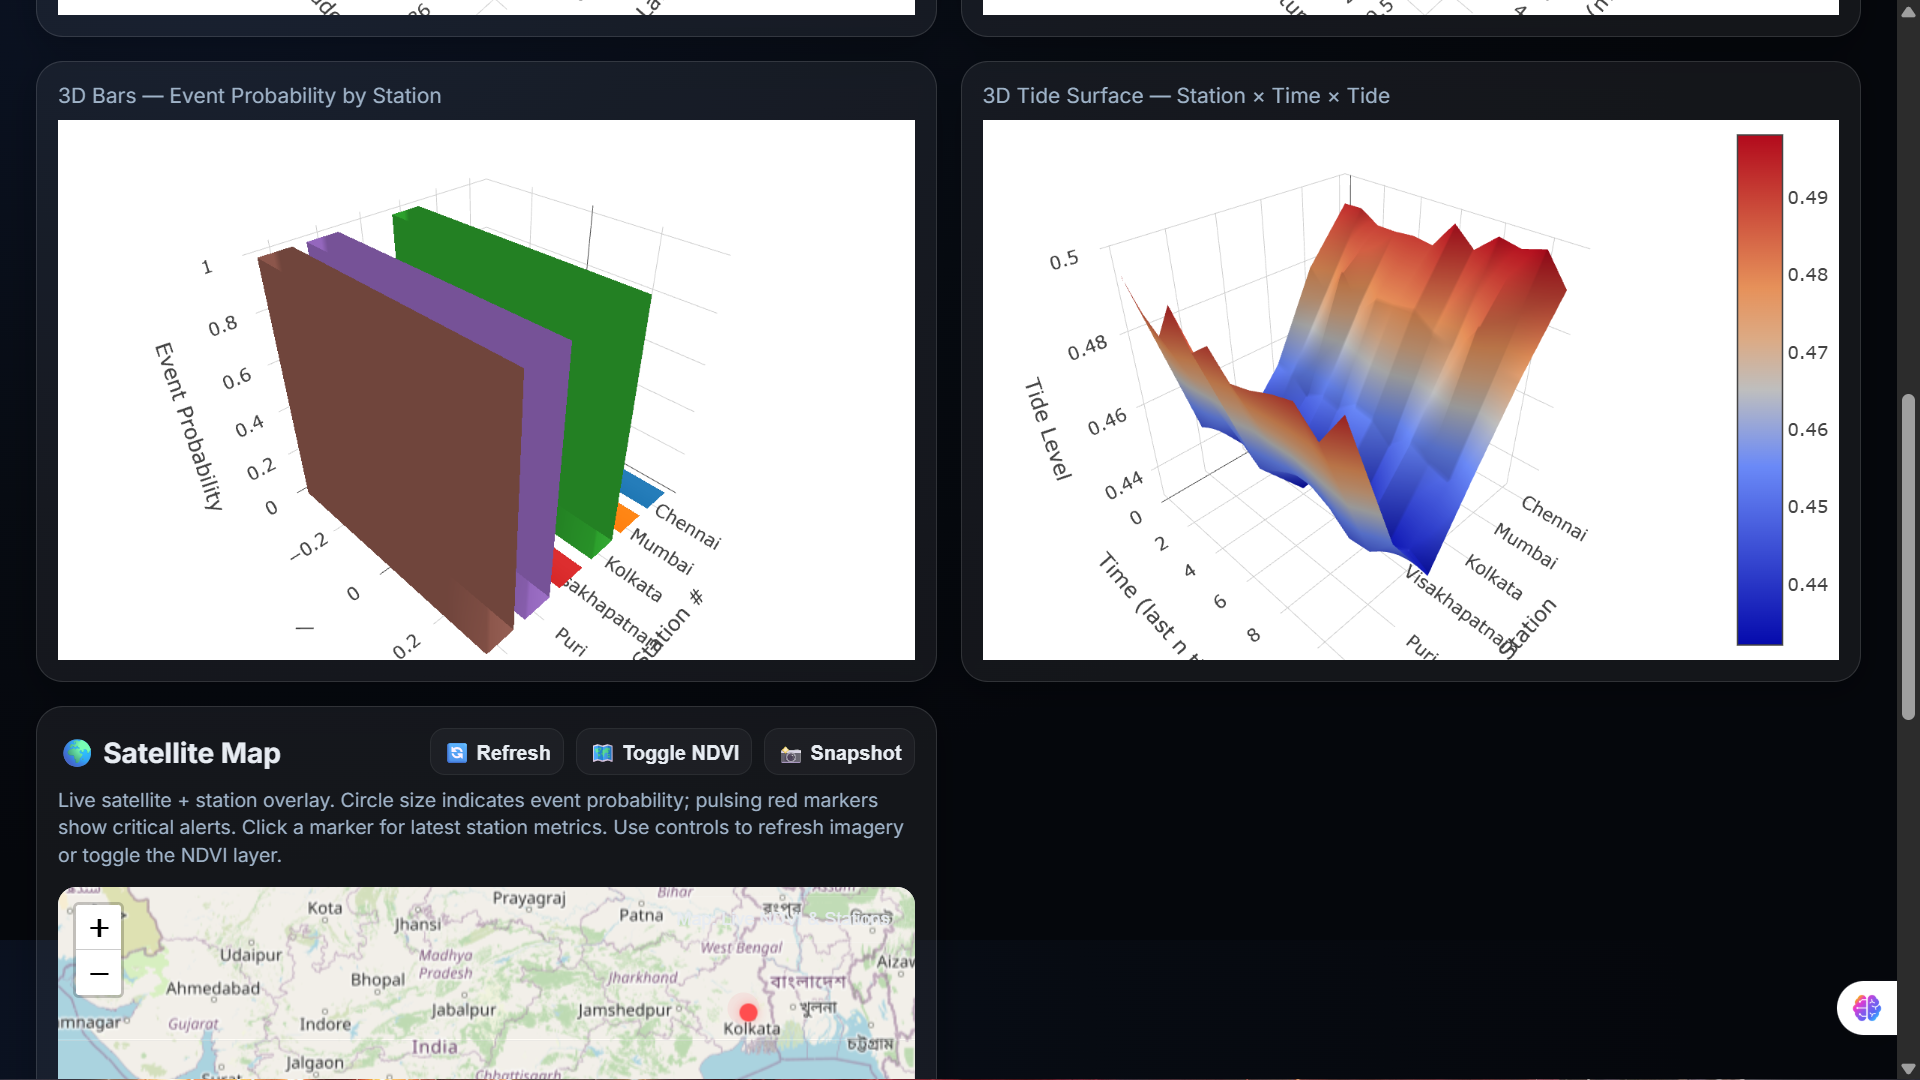 3D Bars — Event Probability by Station
1
0.8
0.6
0.4
0.2
0
Event Probability
−0.2
0
0.2
Chennai
Mumbai
Kolkata
sakhapatnam
Puri
Station #
3D Tide Surface — Station × Time × Tide
0.5
0.48
0.46
0.44
Tide Level
0
2
4
6
8
Time (last n
Chennai
Mumbai
Kolkata
Visakhapatnam
Puri
Station
0.49
0.48
0.47
0.46
0.45
0.44
Satellite Map
Refresh
Toggle NDVI
Snapshot
Live satellite + station overlay. Circle size indicates event probability; pulsing red markers
show critical alerts. Click a marker for latest station metrics. Use controls to refresh imagery
or toggle the NDVI layer.
+
−
Prayagraj
Bihar
Kota
Jhansi
Patna
রংপুর
West Bengal
Udaipur
Madhya
Pradesh
Aizaw
Bhopal
Jharkhand
বাংলাদেশ
Ahmedabad
Jabalpur
Jamshedpur
খুলনা
mnagar
Gujarat
Indore
Kolkata
চট্টগ্রাম
India
Jalgaon
Chhattisgarh